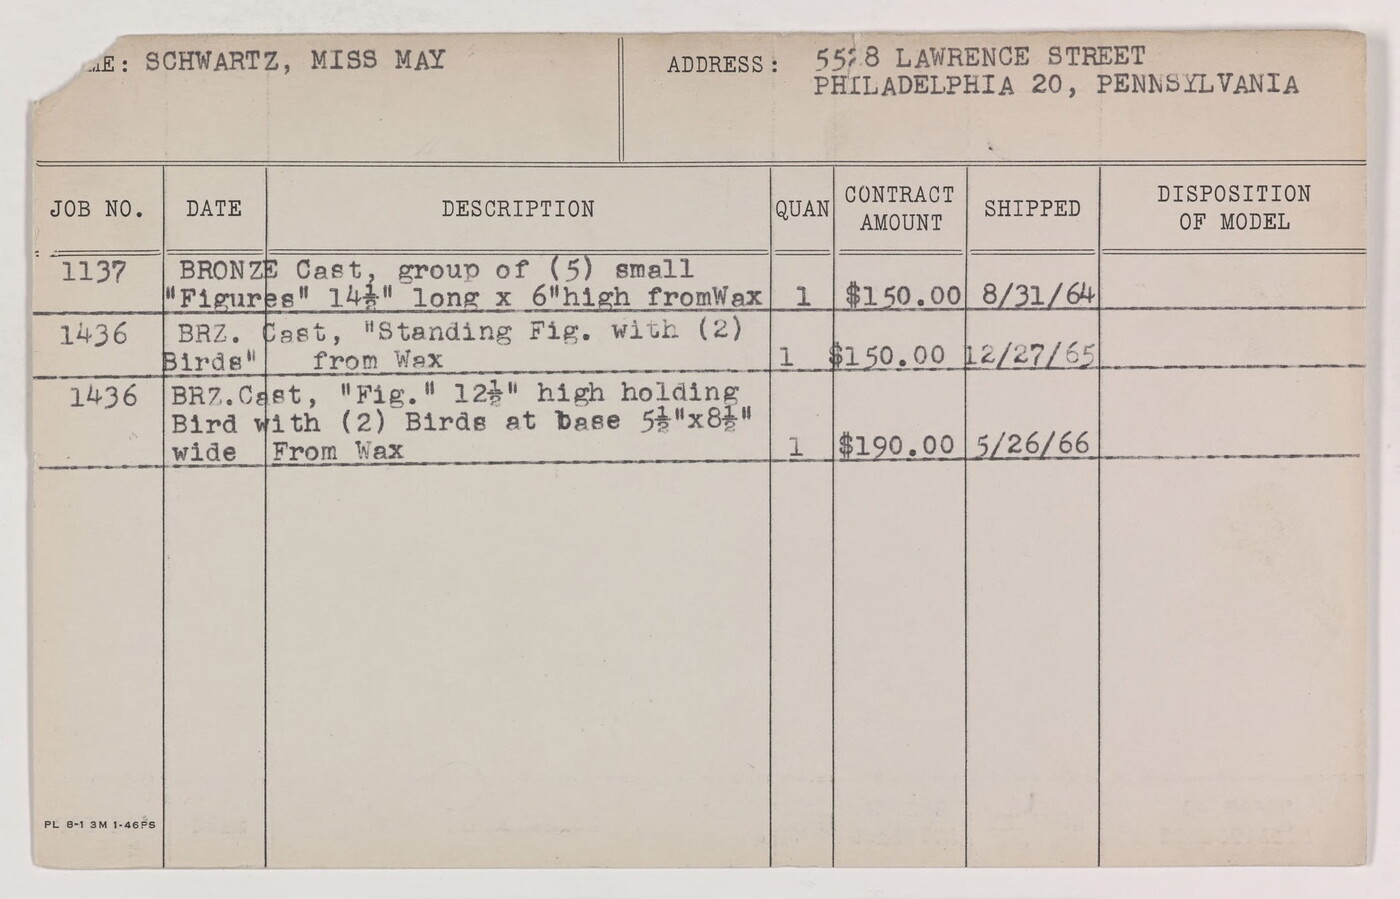 ME: SCHWARTZ, MISS MAY
ADDRESS: LAWRENCE STREET
PHILADELPHIA 20, PENNSYLVANIA
JOB NO. DATE DESCRIPTION QUAN CONTRACT AMOUNT SHIPPED DISPOSITION OF MODEL
1137 BRONZE Cast, group of (5) small
"Figures" 14½" long x 6"high fromWax 1 $150.00 8/31/64
1436 BRZ. Cast, "Standing Fig. with (2)
Birds" from Wax 1 $150.00 12/27/65
1436 BRZ.Cast, "Fig." 12½" high holding
Bird with (2) Birds at base 5½"x8½"
wide From Wax 1 $190.00 5/26/66
PL 8-1 3M 1-46PS